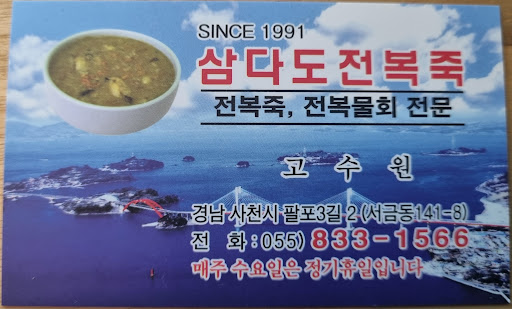 SINCE 1991
삼다도전복죽
전복죽, 전복물회 전문
고 수 원
경남 사천시 팔포3길 2 (서금동141-8)
전 화 : 055) 833-1566
매주 수요일은 정기휴일입니다